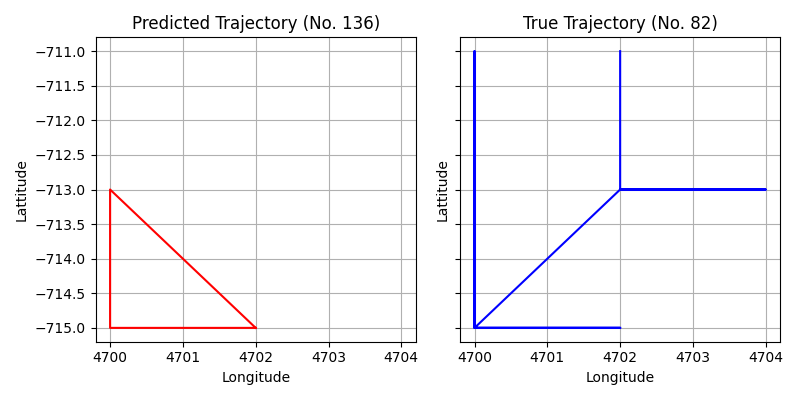 Predicted Trajectory (No. 136)
True Trajectory (No. 82)
−711.0
−711.5
−712.0
−712.5
−713.0
−713.5
−714.0
−714.5
−715.0
Lattitude
Lattitude
4700 4701 4702 4703 4704
4700 4701 4702 4703 4704
Longitude
Longitude